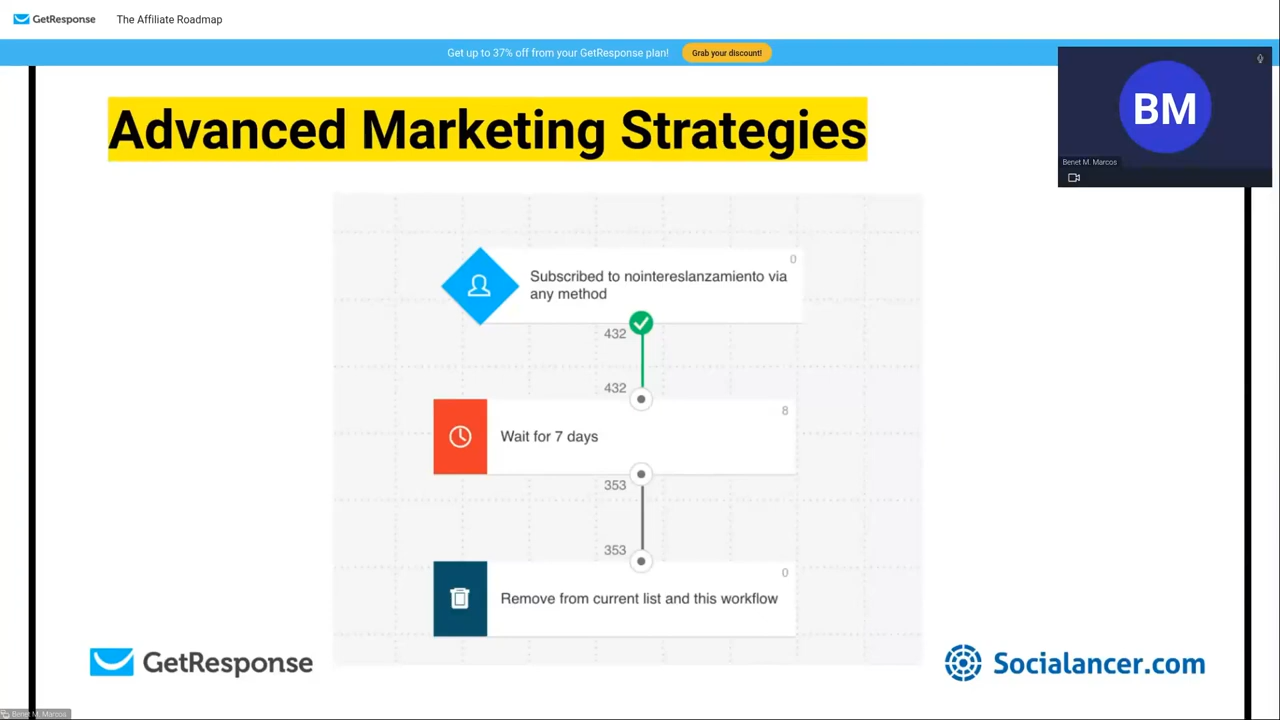 GetResponse The Affiliate Roadmap
Get up to 37% off from your GetResponse plan! Grab your discount!
BM
Benet M. Marcos
Advanced Marketing Strategies
0
Subscribed to nointereslanzamiento via
any method
432
432
8
Wait for 7 days
353
353
0
Remove from current list and this workflow
GetResponse
Socialancer.com
Benet M. Marcos